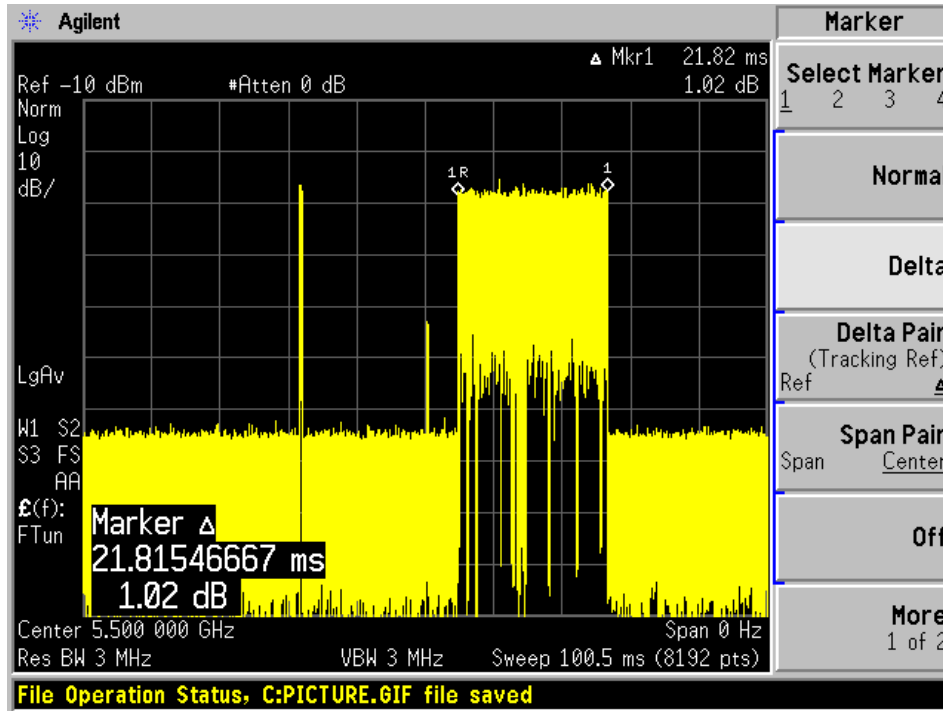 Agilent
Marker
Δ Mkr1 21.82 ms
Ref -10 dBm #Atten 0 dB 1.02 dB
Norm
Log
10
dB/
1R
1
LgAv
W1 S2
S3 FS
AA
£(f):
FTun
Marker Δ
21.81546667 ms
1.02 dB
Center 5.500 000 GHz Span 0 Hz
Res BW 3 MHz VBW 3 MHz Sweep 100.5 ms (8192 pts)
File Operation Status, C:PICTURE.GIF file saved
Select Marker
1 2 3 4
Norma
Delta
Delta Pair
(Tracking Ref)
Ref Δ
Span Pair
Span Center
Off
More
1 of 2